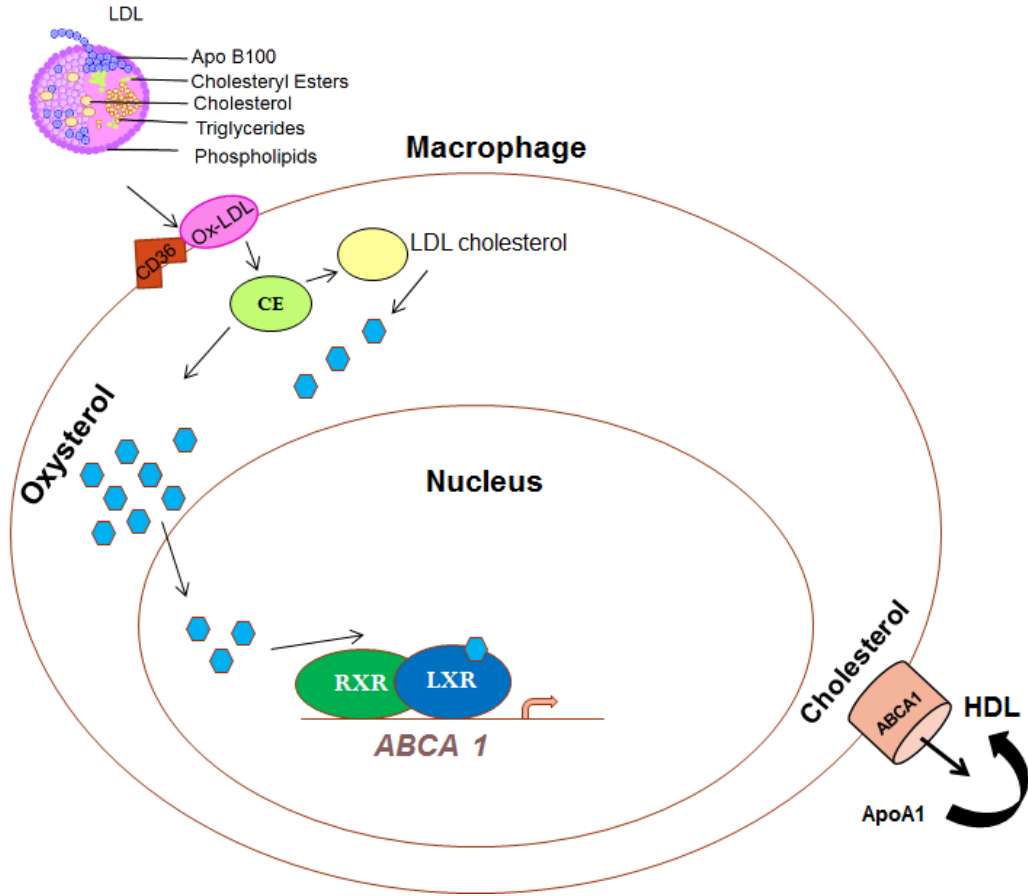 LDL
Apo B100
Cholesteryl Esters
Cholesterol
Triglycerides
Phospholipids
Macrophage
Ox-LDL
CD36
LDL cholesterol
CE
Oxysterol
Nucleus
RXR
LXR
ABCA 1
Cholesterol
ABCA1
HDL
ApoA1